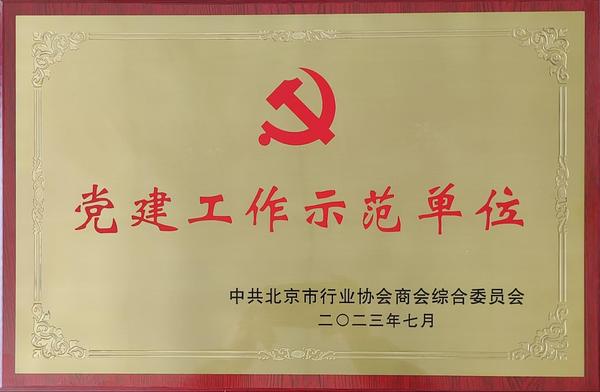 党建工作示范单位
中共北京市行业协会商会综合委员会
二〇二三年七月